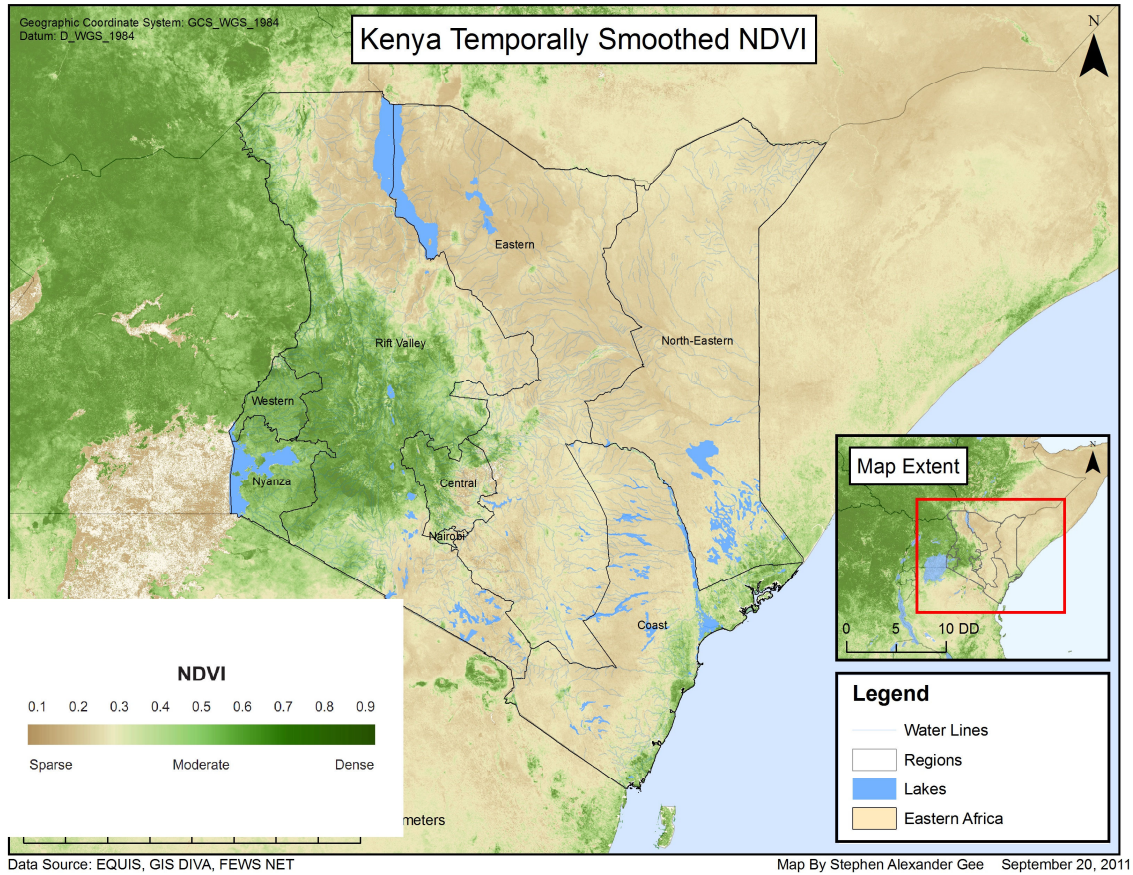 Geographic Coordinate System: GCS_WGS_1984
Datum: D_WGS_1984
Kenya Temporally Smoothed NDVI
N
Eastern
North-Eastern
Rift Valley
Western
Nyanza
Central
Nairobi
Coast
Map Extent
N
0 5 10 DD
NDVI
0.1 0.2 0.3 0.4 0.5 0.6 0.7 0.8 0.9
Sparse Moderate Dense
meters
Legend
Water Lines
Regions
Lakes
Eastern Africa
Data Source: EQUIS, GIS DIVA, FEWS NET
Map By Stephen Alexander Gee September 20, 2011